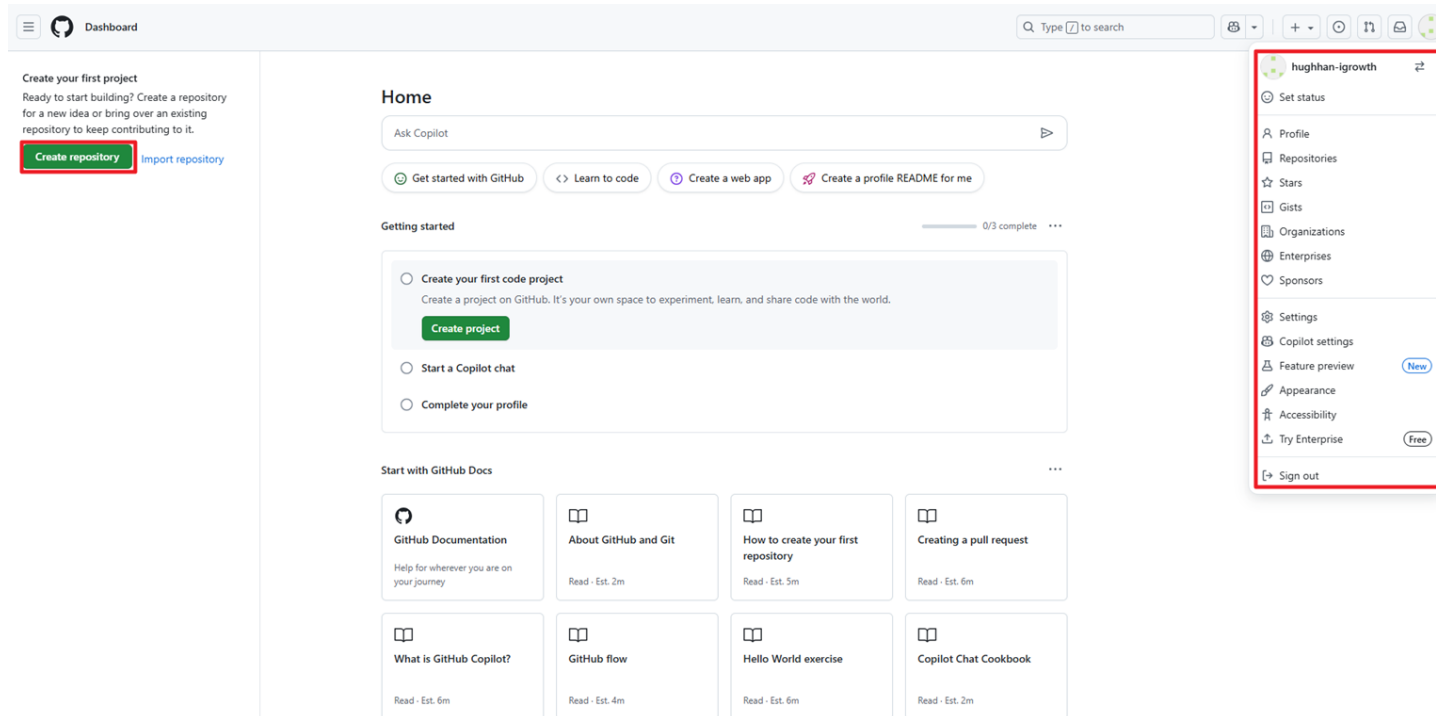 Dashboard
Type / to search
Create your first project
Ready to start building? Create a repository
for a new idea or bring over an existing
repository to keep contributing to it.
Create repository
Import repository
Home
Ask Copilot
Get started with GitHub
Learn to code
Create a web app
Create a profile README for me
Getting started
0/3 complete
Create your first code project
Create a project on GitHub. It's your own space to experiment, learn, and share code with the world.
Create project
Start a Copilot chat
Complete your profile
Start with GitHub Docs
GitHub Documentation
Help for wherever you are on
your journey
About GitHub and Git
Read · Est. 2m
How to create your first
repository
Read · Est. 5m
Creating a pull request
Read · Est. 6m
What is GitHub Copilot?
Read · Est. 6m
GitHub flow
Read · Est. 4m
Hello World exercise
Read · Est. 6m
Copilot Chat Cookbook
Read · Est. 2m
hughhan-igrowth
Set status
Profile
Repositories
Stars
Gists
Organizations
Enterprises
Sponsors
Settings
Copilot settings
Feature preview New
Appearance
Accessibility
Try Enterprise Free
Sign out